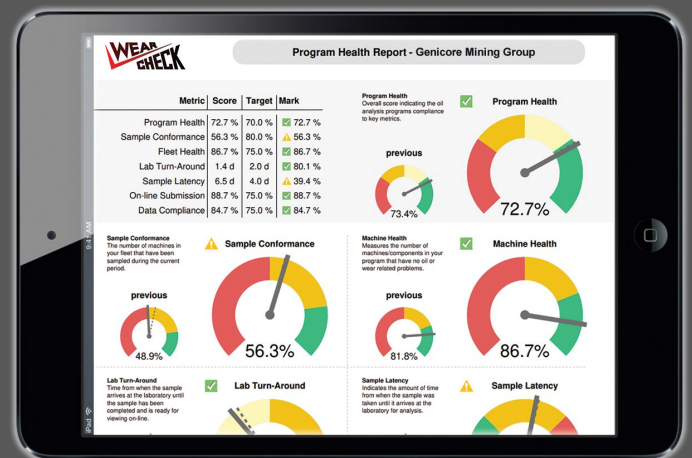 WEAR CHECK
Program Health Report - Genicore Mining Group
Metric Score Target Mark
Program Health 72.7 % 70.0 % 72.7 %
Sample Conformance 56.3 % 80.0 % 56.3 %
Fleet Health 86.7 % 75.0 % 86.7 %
Lab Turn-Around 1.4 d 2.0 d 80.1 %
Sample Latency 6.5 d 4.0 d 39.4 %
On-line Submission 88.7 % 75.0 % 88.7 %
Data Compliance 84.7 % 75.0 % 84.7 %
Program Health
Overall score indicating the oil
analysis programs compliance
to key metrics.
previous
73.4%
Program Health
72.7%
Sample Conformance
The number of machines in
your fleet that have been
sampled during the current
period.
previous
48.9%
Sample Conformance
56.3%
Machine Health
Measures the number of
machines/components in your
program that have no oil or
wear related problems.
previous
81.8%
Machine Health
86.7%
Lab Turn-Around
Time from when the sample
arrives at the laboratory until
the sample has been
completed and is ready for
viewing on-line.
Lab Turn-Around
Sample Latency
Indicates the amount of time
from when the sample was
taken until it arrives at the
laboratory for analysis.
Sample Latency
9:41 AM
iPad